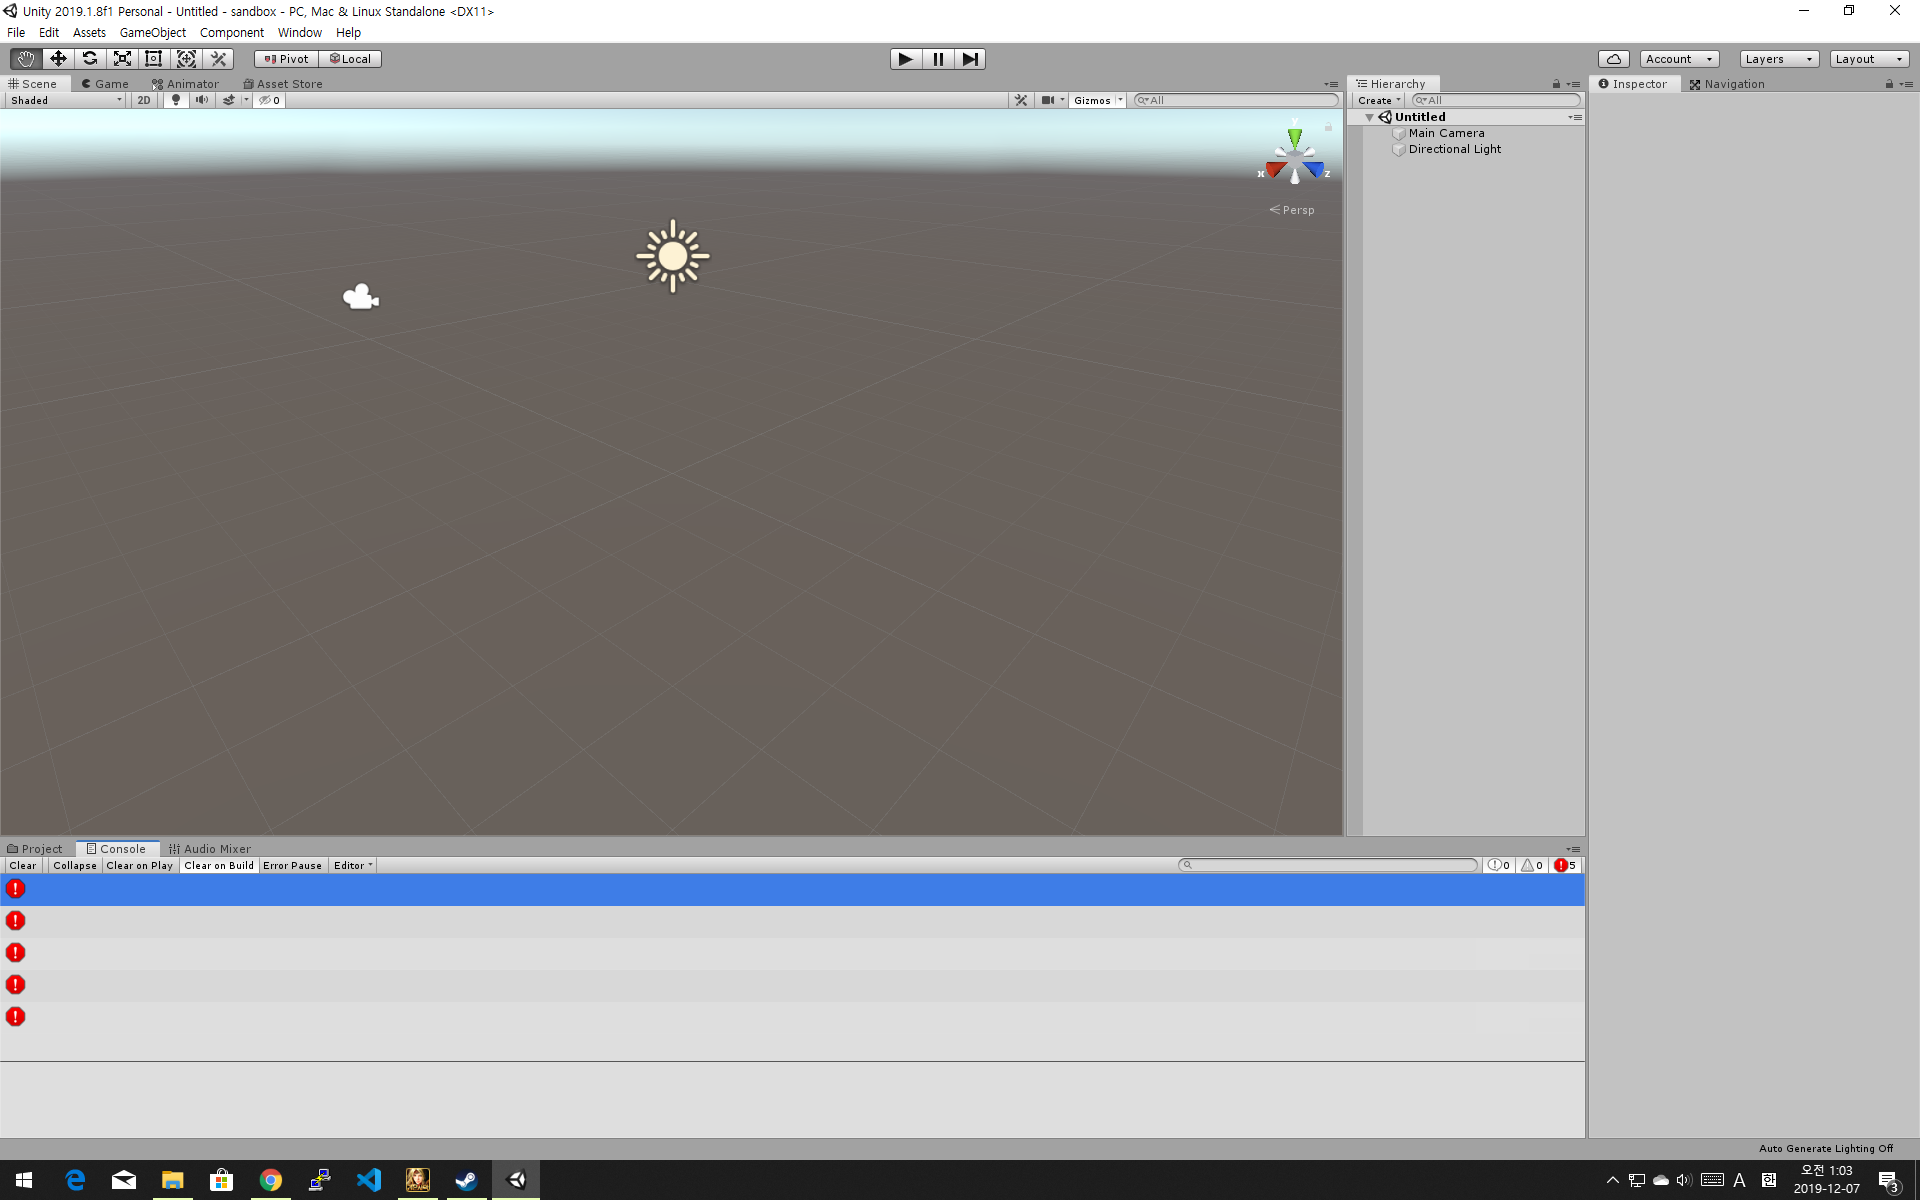 Unity 2019.1.8f1 Personal - Untitled - sandbox - PC, Mac & Linux Standalone <DX11>
File Edit Assets GameObject Component Window Help
Pivot Local Account Layers Layout
Scene Game Animator Asset Store Hierarchy Inspector Navigation
Shaded 2D 0 Gizmos All Create All
Untitled
Main Camera
Directional Light
y
x z
Persp
Project Console Audio Mixer
Clear Collapse Clear on Play Clear on Build Error Pause Editor 0 0 5
Auto Generate Lighting Off
A 오전 1:03
2019-12-07 3